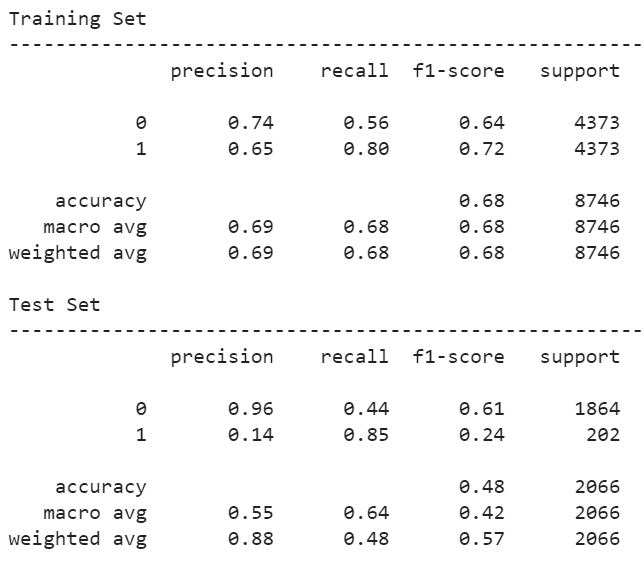 Training Set
-------------------------------------------------------
precision recall f1-score support
0 0.74 0.56 0.64 4373
1 0.65 0.80 0.72 4373
accuracy 0.68 8746
macro avg 0.69 0.68 0.68 8746
weighted avg 0.69 0.68 0.68 8746
Test Set
-------------------------------------------------------
precision recall f1-score support
0 0.96 0.44 0.61 1864
1 0.14 0.85 0.24 202
accuracy 0.48 2066
macro avg 0.55 0.64 0.42 2066
weighted avg 0.88 0.48 0.57 2066